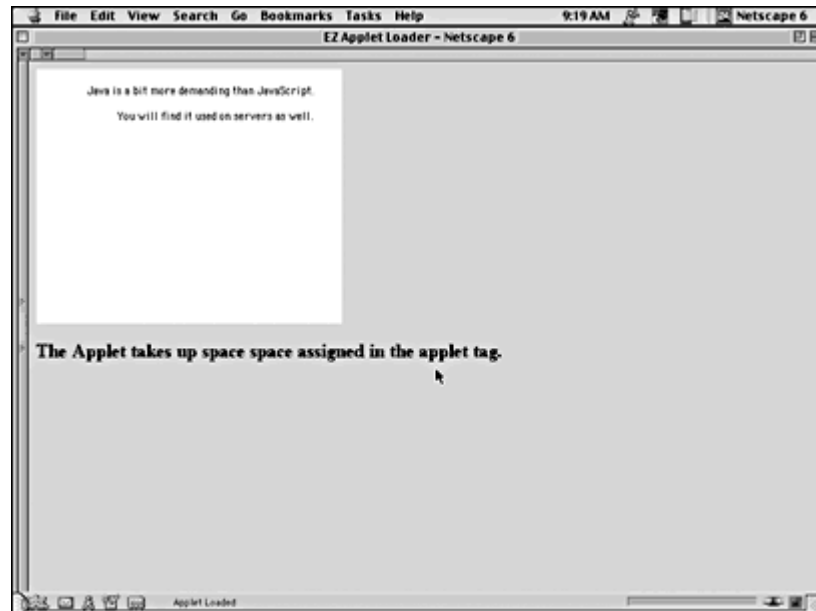 File Edit View Search Go Bookmarks Tasks Help 9:19 AM Netscape 6
EZ Applet Loader - Netscape 6
Java is a bit more demanding than JavaScript.
You will find it used on servers as well.
The Applet takes up space space assigned in the applet tag.
Applet Loaded